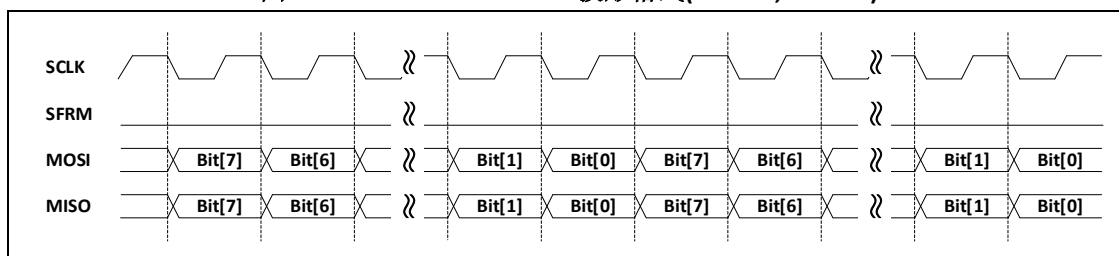 SCLK
SFRM
MOSI Bit[7] Bit[6] Bit[1] Bit[0] Bit[7] Bit[6] Bit[1] Bit[0]
MISO Bit[7] Bit[6] Bit[1] Bit[0] Bit[7] Bit[6] Bit[1] Bit[0]